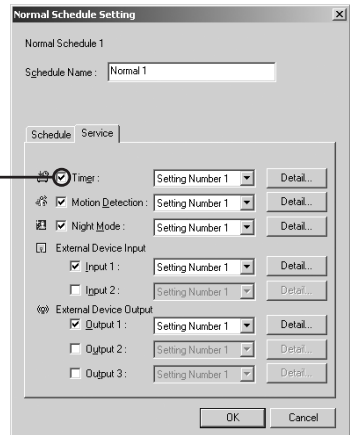 Normal Schedule Setting
Normal Schedule 1
Schedule Name : Normal 1
Schedule Service
Timer : Setting Number 1 Detail...
Motion Detection : Setting Number 1 Detail...
Night Mode : Setting Number 1 Detail...
External Device Input
Input 1 : Setting Number 1 Detail...
Input 2 : Setting Number 1 Detail...
External Device Output
Output 1 : Setting Number 1 Detail...
Output 2 : Setting Number 1 Detail...
Output 3 : Setting Number 1 Detail...
OK Cancel